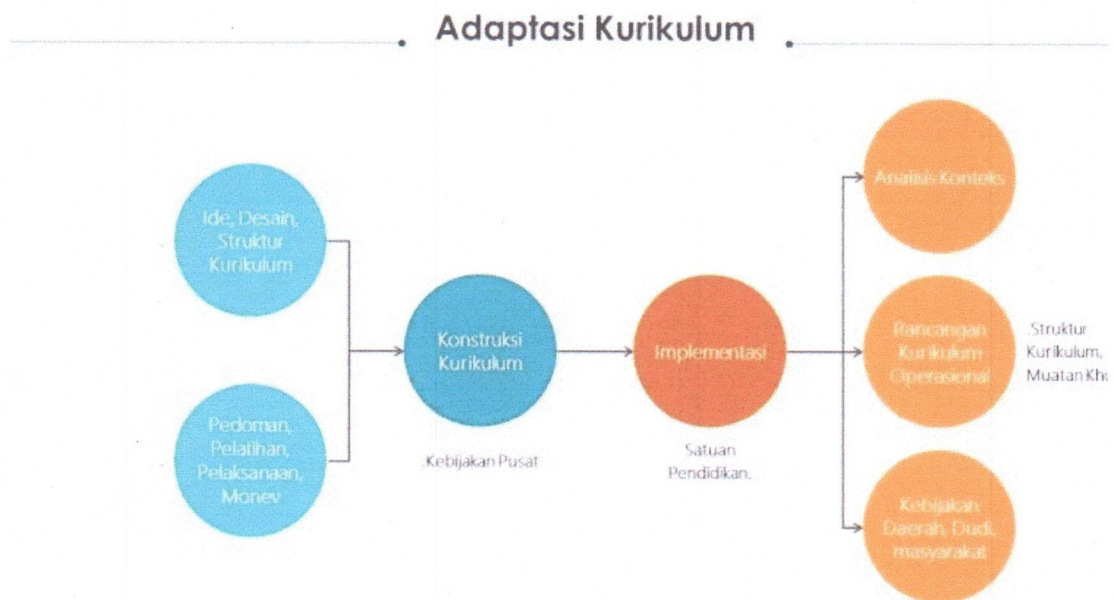 Adaptasi Kurikulum
Ide, Desain,
Struktur
Kurikulum
Pedoman,
Pelatihan,
Pelaksanaan,
Monev
Konstruksi
Kurikulum
.Kebijakan Pusat
Implementasi
Satuan
Pendidikan.
Analisis Konteks
Rancangan
Kurikulum
Operasional
.Struktur
Kurikulum,
Muatan
Kebijakan
Daerah, Dudi,
masyarakat